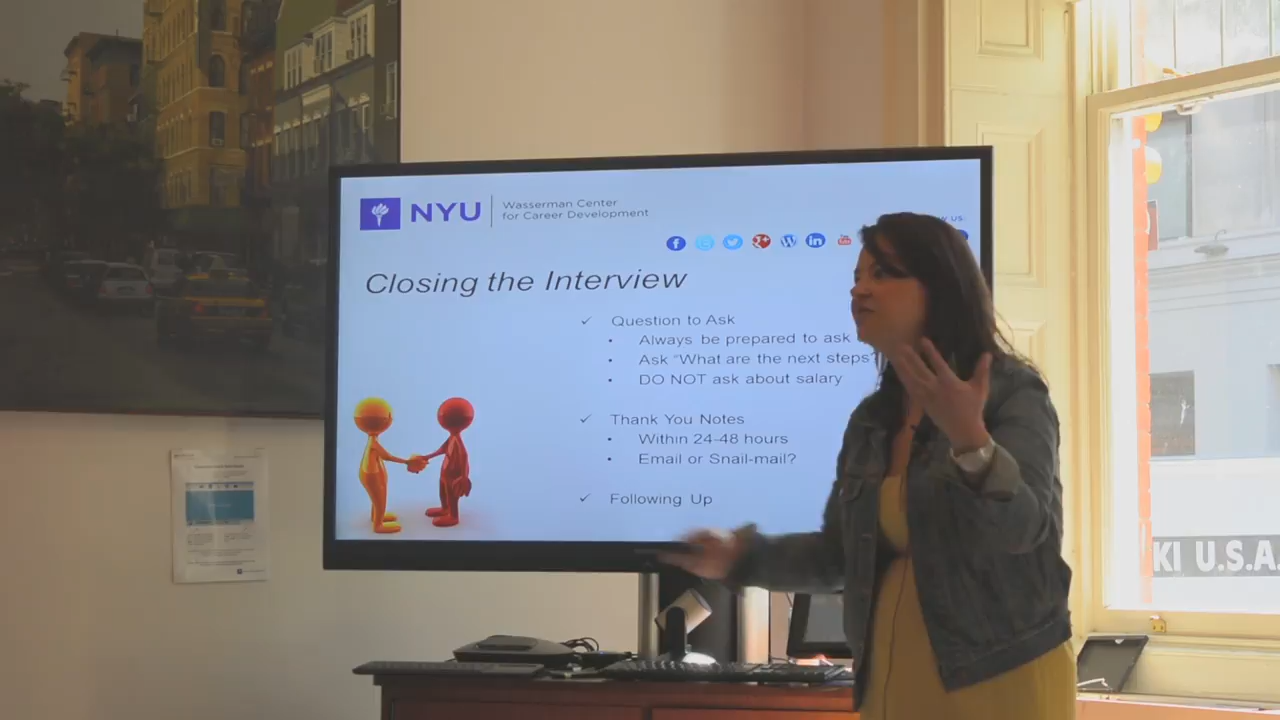 NYU
Wasserman Center
for Career Development
US:
Closing the Interview
Question to Ask
Always be prepared to ask
Ask "What are the next steps?
DO NOT ask about salary
Thank You Notes
Within 24-48 hours
Email or Snail-mail?
Following Up
KI U.S.A.